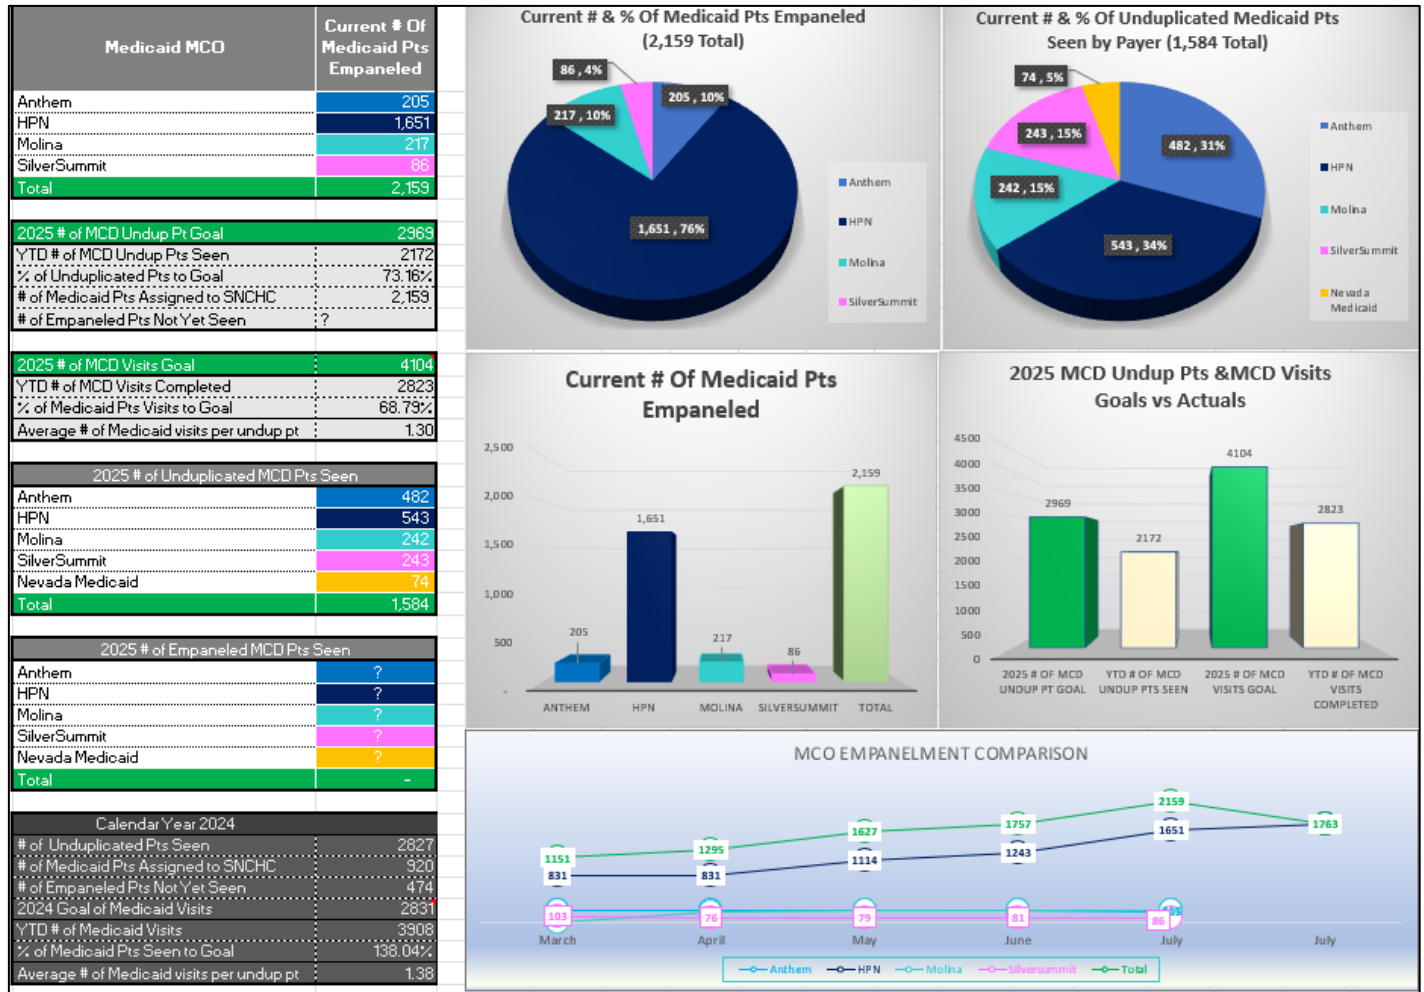 Medicaid MCO
Current # Of
Medicaid Pts
Empaneled
Anthem 205
HPN 1,651
Molina 217
SilverSummit 86
Total 2,159
2025 # of MCD Undup Pt Goal 2969
YTD # of MCD Undup Pts Seen 2172
% of Unduplicated Pts to Goal 73.16%
# of Medicaid Pts Assigned to SNCHC 2,159
# of Empaneled Pts Not Yet Seen ?
2025 # of MCD Visits Goal 4104
YTD # of MCD Visits Completed 2823
% of Medicaid Pts Visits to Goal 68.79%
Average # of Medicaid visits per undup pt 1.30
2025 # of Unduplicated MCD Pts Seen
Anthem 482
HPN 543
Molina 242
SilverSummit 243
Nevada Medicaid 74
Total 1,584
2025 # of Empaneled MCD Pts Seen
Anthem ?
HPN ?
Molina ?
SilverSummit ?
Nevada Medicaid ?
Total -
Calendar Year 2024
# of Unduplicated Pts Seen 2827
# of Medicaid Pts Assigned to SNCHC 920
# of Empaneled Pts Not Yet Seen 474
2024 Goal of Medicaid Visits 2831
YTD # of Medicaid Visits 3908
% of Medicaid Pts Seen to Goal 138.04%
Average # of Medicaid visits per undup pt 1.38
Current # & % Of Medicaid Pts Empaneled
(2,159 Total)
86 , 4%
205 , 10%
217 , 10%
1,651 , 76%
Anthem
HPN
Molina
SilverSummit
Current # & % Of Unduplicated Medicaid Pts
Seen by Payer (1,584 Total)
74 , 5%
243 , 15%
482 , 31%
242 , 15%
543 , 34%
Anthem
HPN
Molina
SilverSummit
Nevada
Medicaid
Current # Of Medicaid Pts
Empaneled
2,500
2,000
1,500
1,000
500
-
205
1,651
217
86
2,159
ANTHEM HPN MOLINA SILVERSUMMIT TOTAL
2025 MCD Undup Pts &MCD Visits
Goals vs Actuals
4500
4000
3500
3000
2500
2000
1500
1000
500
0
2969
2172
4104
2823
2025 # OF MCD
UNDUP PT GOAL
YTD # OF MCD
UNDUP PTS SEEN
2025 # OF MCD
VISITS GOAL
YTD # OF MCD
VISITS
COMPLETED
MCO EMPANELMENT COMPARISON
1151 1295 1627 1757 2159 1763
831 831 1114 1243 1651
103 76 79 81 86
March April May June July July
Anthem HPN Molina Silversummit Total